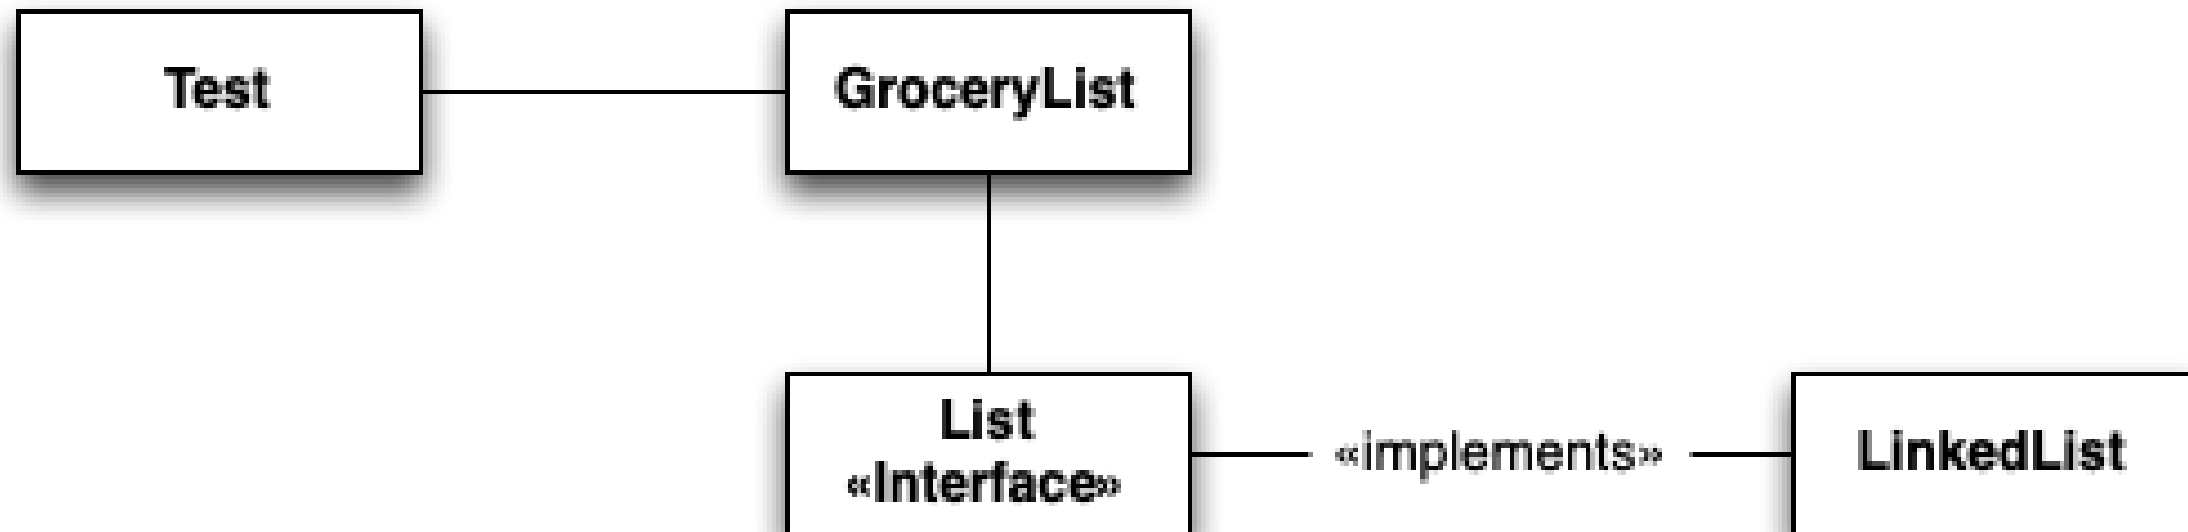 Test
GroceryList
List
«Interface»
«implements»
LinkedList